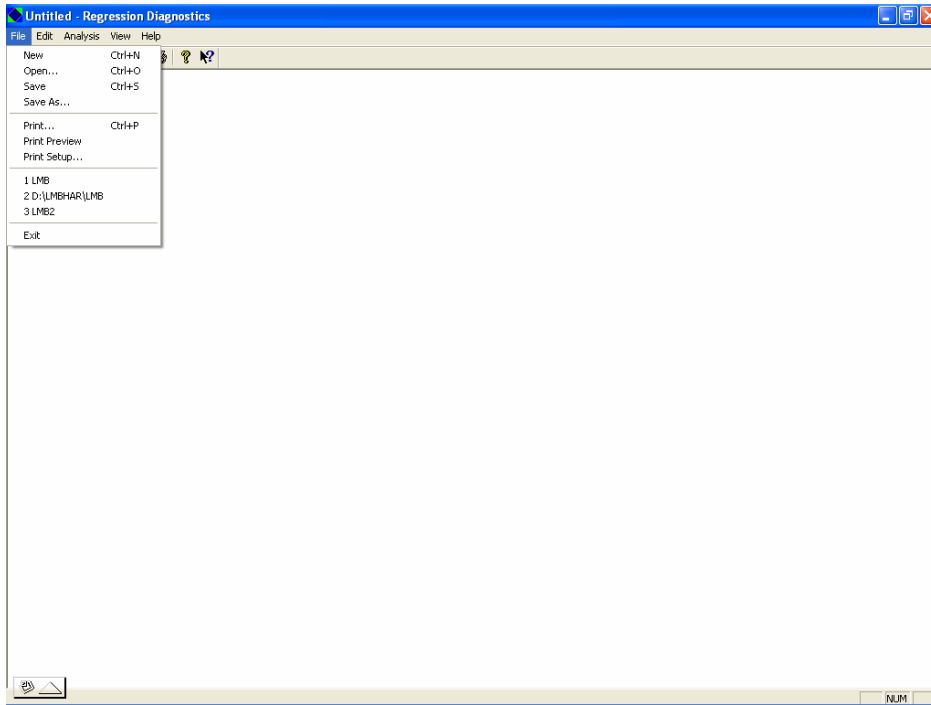 Untitled - Regression Diagnostics
File Edit Analysis View Help
New Ctrl+N
Open... Ctrl+O
Save Ctrl+S
Save As...
Print... Ctrl+P
Print Preview
Print Setup...
1 LMB
2 D:\LMBHAR\LMB
3 LMB2
Exit
NUM